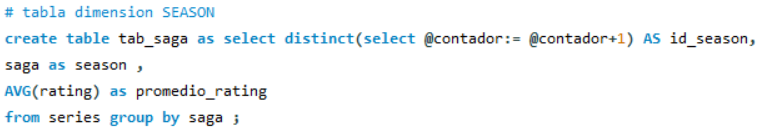 # tabla dimension SEASON
create table tab_saga as select distinct(select @contador:= @contador+1) AS id_season,
saga as season ,
AVG(rating) as promedio_rating
from series group by saga ;